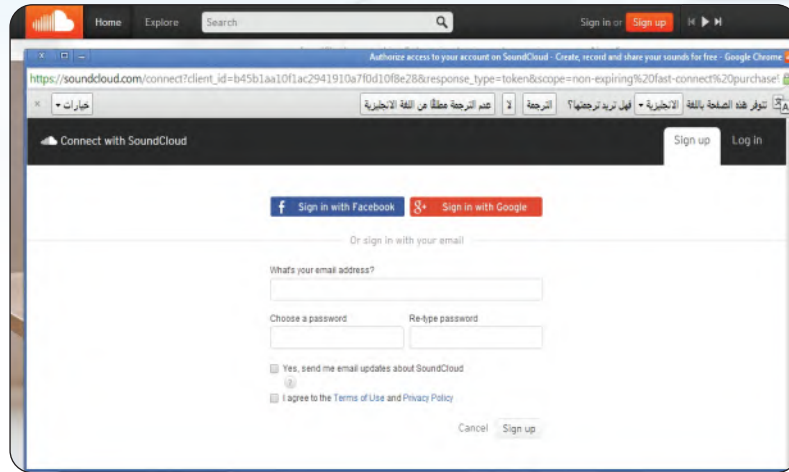 Home Explore Search Sign in or Sign up
Authorize access to your account on SoundCloud - Create, record and share your sounds for free - Google Chrome
https://soundcloud.com/connect?client_id=b45b1aa10f1ac2941910a7f0d10f8e28&response_type=token&scope=non-expiring%20fast-connect%20purchase!
تتوفر هذه الصفحة باللغة الانجليزية فهل تريد ترجمتها؟ الترجمة لا عدم الترجمة مطلقًا من اللغة الانجليزية خيارات
Connect with SoundCloud Sign up Log in
Sign in with Facebook Sign in with Google
Or sign in with your email
What's your email address?
Choose a password Re-type password
Yes, send me email updates about SoundCloud
I agree to the Terms of Use and Privacy Policy
Cancel Sign up